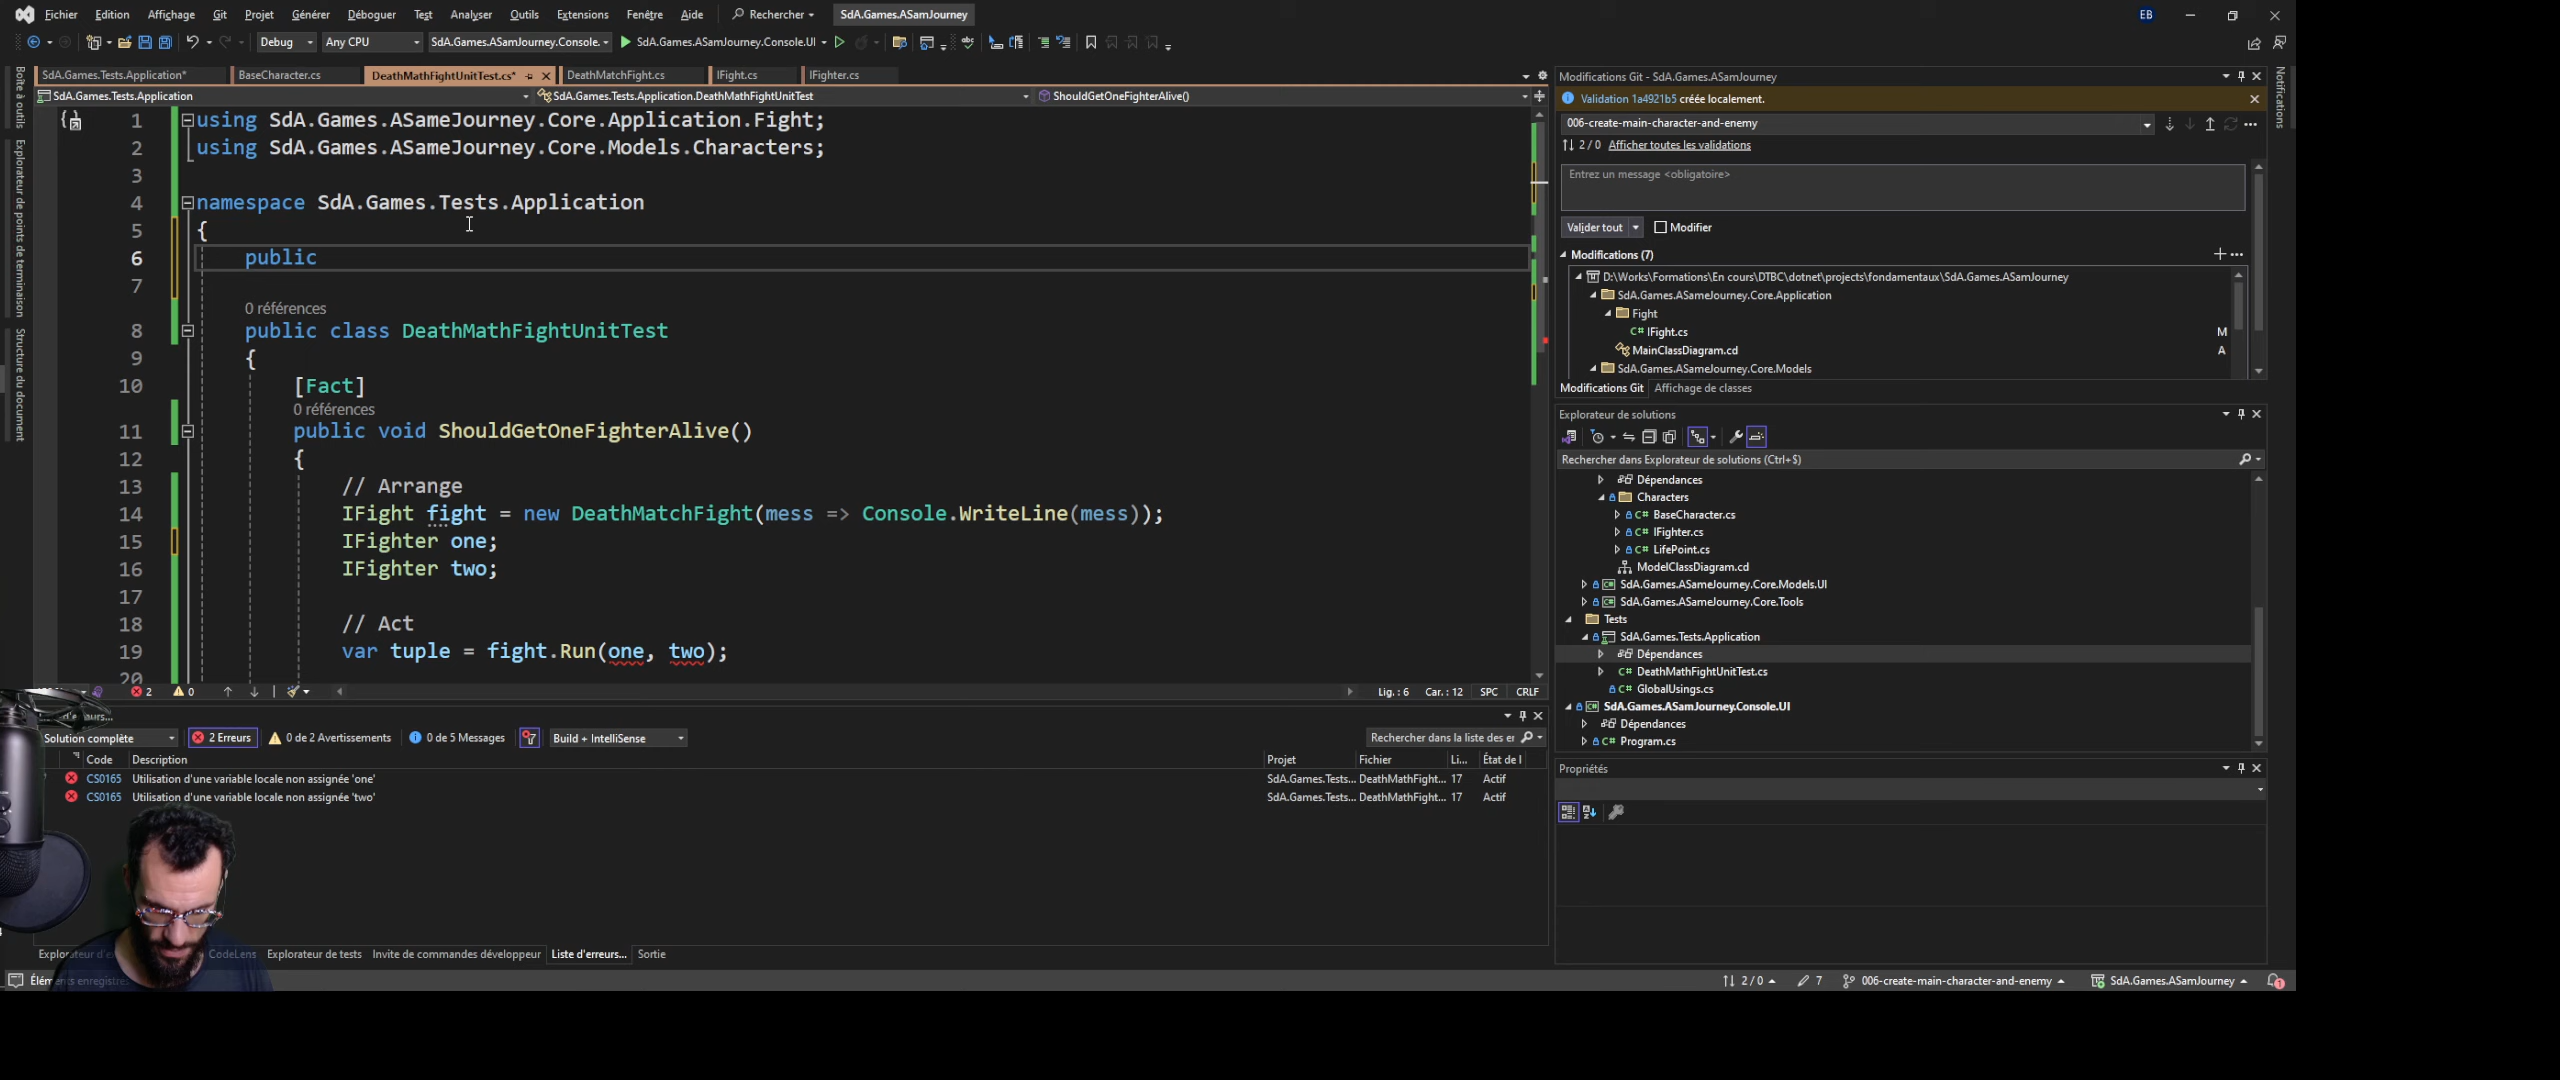 Fichier Edition Affichage Git Projet Générer Déboguer Test Analyser Outils Extensions Fenêtre Aide Rechercher SdA.Games.ASamJourney EB
Debug Any CPU SdA.Games.ASamJourney.Console. SdA.Games.ASamJourney.Console.UI
SdA.Games.Tests.Application* BaseCharacter.cs DeathMathFightUnitTest.cs* DeathMatchFight.cs IFight.cs IFighter.cs
SdA.Games.Tests.Application SdA.Games.Tests.Application.DeathMathFightUnitTest ShouldGetOneFighterAlive()
Boîte à outils
Explorateur de points de terminaison
Structure du document
1 using SdA.Games.ASameJourney.Core.Application.Fight;
2 using SdA.Games.ASameJourney.Core.Models.Characters;
3
4 namespace SdA.Games.Tests.Application
5 {
6 public
7
0 références
8 public class DeathMathFightUnitTest
9 {
10 [Fact]
0 références
11 public void ShouldGetOneFighterAlive()
12 {
13 // Arrange
14 IFight fight = new DeathMatchFight(mess => Console.WriteLine(mess));
15 IFighter one;
16 IFighter two;
17
18 // Act
19 var tuple = fight.Run(one, two);
20
2 0 Lig. : 6 Car. : 12 SPC CRLF
Solution complète 2 Erreurs 0 de 2 Avertissements 0 de 5 Messages Build + IntelliSense Rechercher dans la liste des er
Code Description Projet Fichier Li... État de l
CS0165 Utilisation d'une variable locale non assignée 'one' SdA.Games.Tests... DeathMathFight... 17 Actif
CS0165 Utilisation d'une variable locale non assignée 'two' SdA.Games.Tests... DeathMathFight... 17 Actif
CodeLens Explorateur de tests Invite de commandes développeur Liste d'erreurs... Sortie
Modifications Git - SdA.Games.ASamJourney
Validation 1a4921b5 créée localement.
006-create-main-character-and-enemy
2 / 0 Afficher toutes les validations
Entrez un message <obligatoire>
Valider tout Modifier
Modifications (7)
D:\Works\Formations\En cours\DTBC\dotnet\projects\fondamentaux\SdA.Games.ASamJourney
SdA.Games.ASameJourney.Core.Application
Fight
C# IFight.cs M
MainClassDiagram.cd A
SdA.Games.ASameJourney.Core.Models
Modifications Git Affichage de classes
Explorateur de solutions
Rechercher dans Explorateur de solutions (Ctrl+$)
Dépendances
Characters
C# BaseCharacter.cs
C# IFighter.cs
C# LifePoint.cs
ModelClassDiagram.cd
SdA.Games.ASameJourney.Core.Models.UI
SdA.Games.ASameJourney.Core.Tools
Tests
SdA.Games.Tests.Application
Dépendances
C# DeathMathFightUnitTest.cs
C# GlobalUsings.cs
SdA.Games.ASamJourney.Console.UI
Dépendances
C# Program.cs
Propriétés
Notifications
2 / 0 7 006-create-main-character-and-enemy SdA.Games.ASamJourney 1